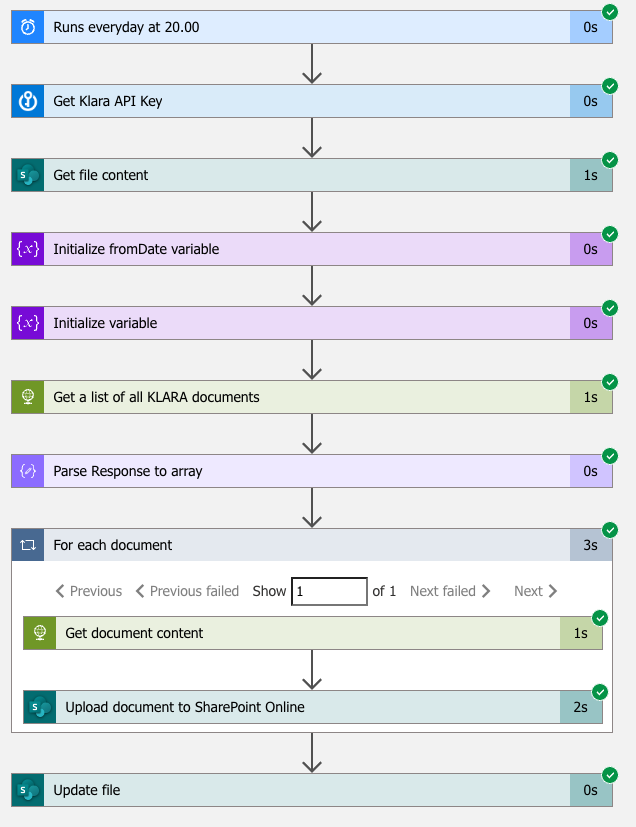 Runs everyday at 20.00 0s
Get Klara API Key 0s
S Get file content 1s
{x} Initialize fromDate variable 0s
{x} Initialize variable 0s
Get a list of all KLARA documents 1s
Parse Response to array 0s
For each document 3s
Previous Previous failed Show 1 of 1 Next failed Next
Get document content 1s
S Upload document to SharePoint Online 2s
S Update file 0s